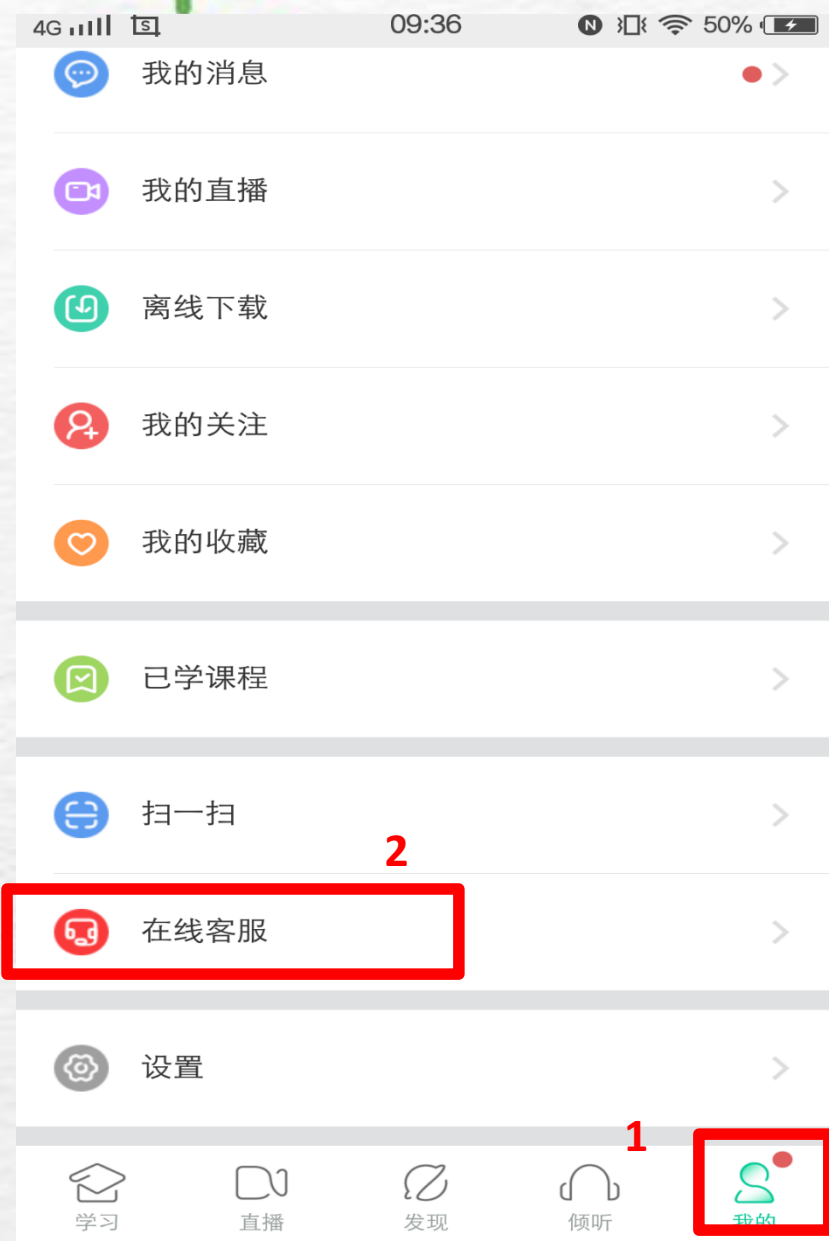 4G 09:36 50%
我的消息
我的直播
离线下载
我的关注
我的收藏
已学课程
扫一扫
2
在线客服
设置
1
学习 直播 发现 倾听 我的